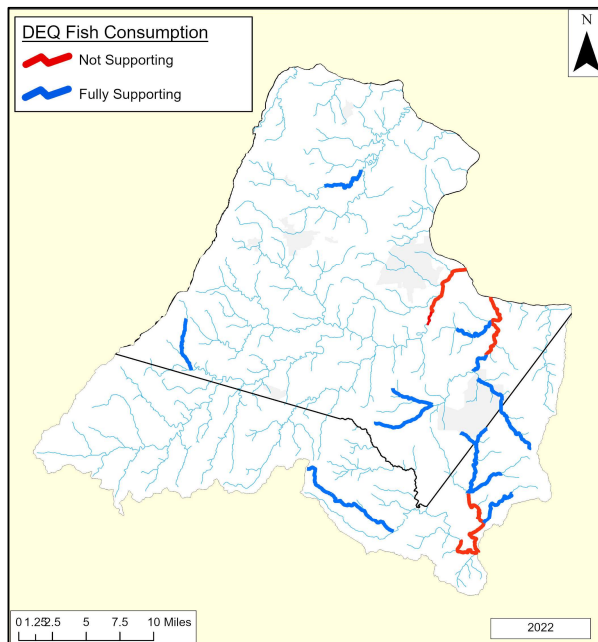 DEQ Fish Consumption
Not Supporting
Fully Supporting
N
0 1.25 2.5 5 7.5 10 Miles
2022